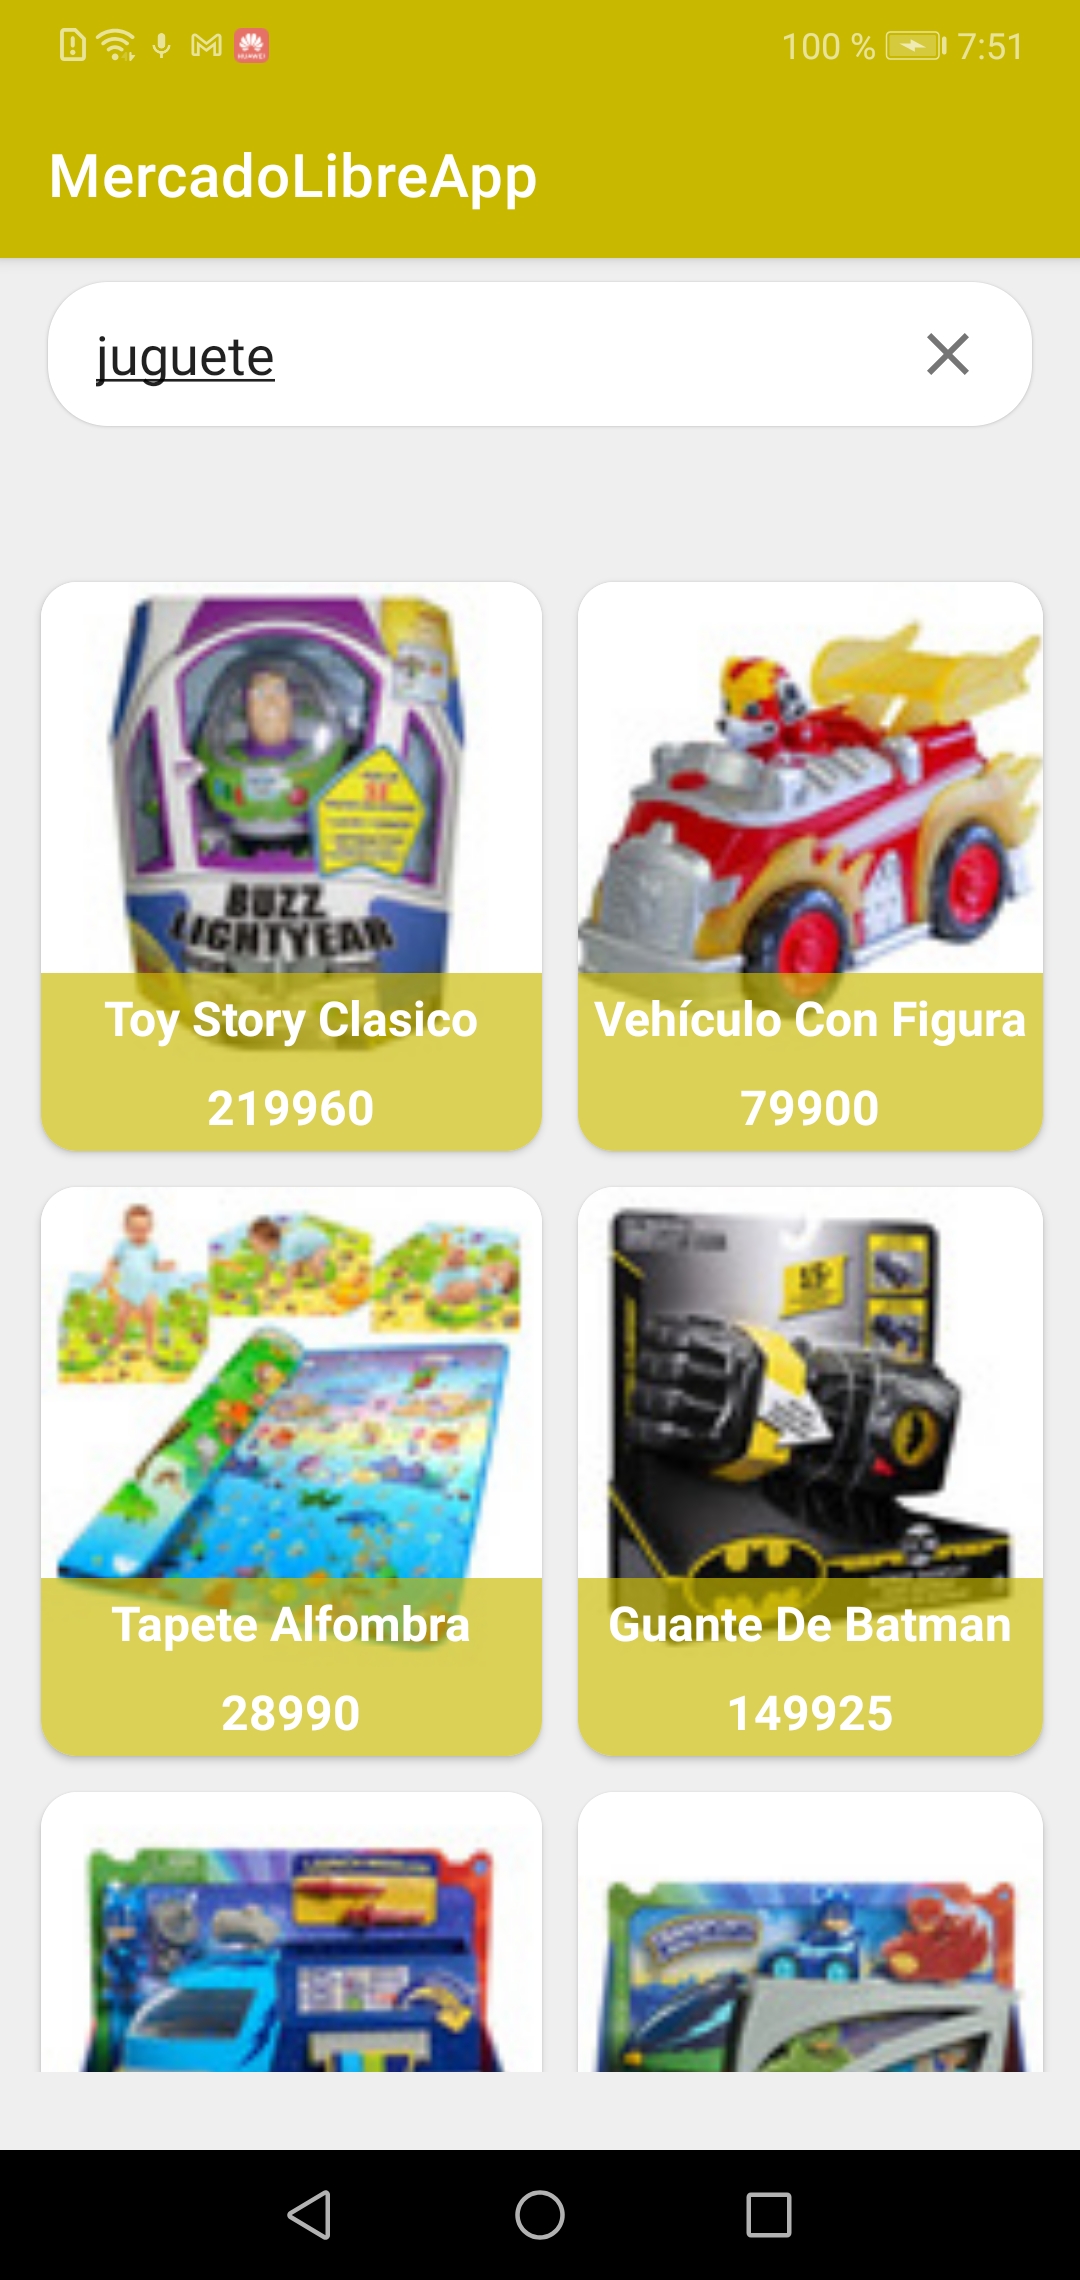 100 % 7:51
MercadoLibreApp
juguete
BUZZ
LIGHTYEAR
Toy Story Clasico
219960
Vehículo Con Figura
79900
Tapete Alfombra
28990
Guante De Batman
149925